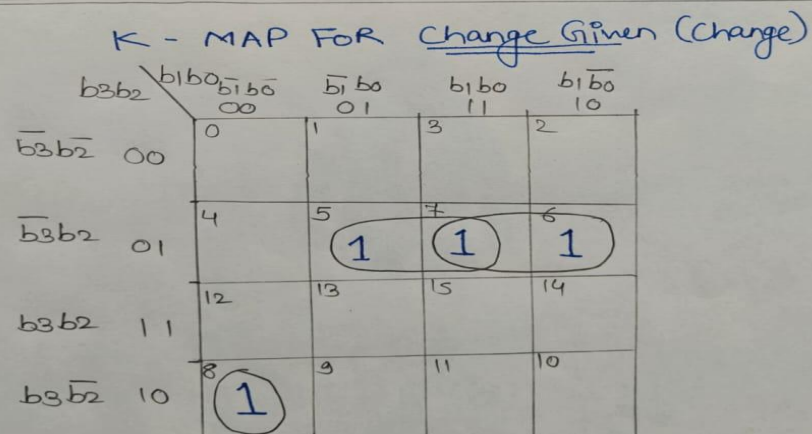 K - MAP FOR Change Given (Change)
b1b0 b̅1b̅0 b̅1b0 b1b0 b1b̅0
b3b2 00 01 11 10
b̅3b̅2 00 0 1 3 2
b̅3b2 01 4 5 7 6
1 1 1
b3b2 11 12 13 15 14
b3b̅2 10 8 9 11 10
1